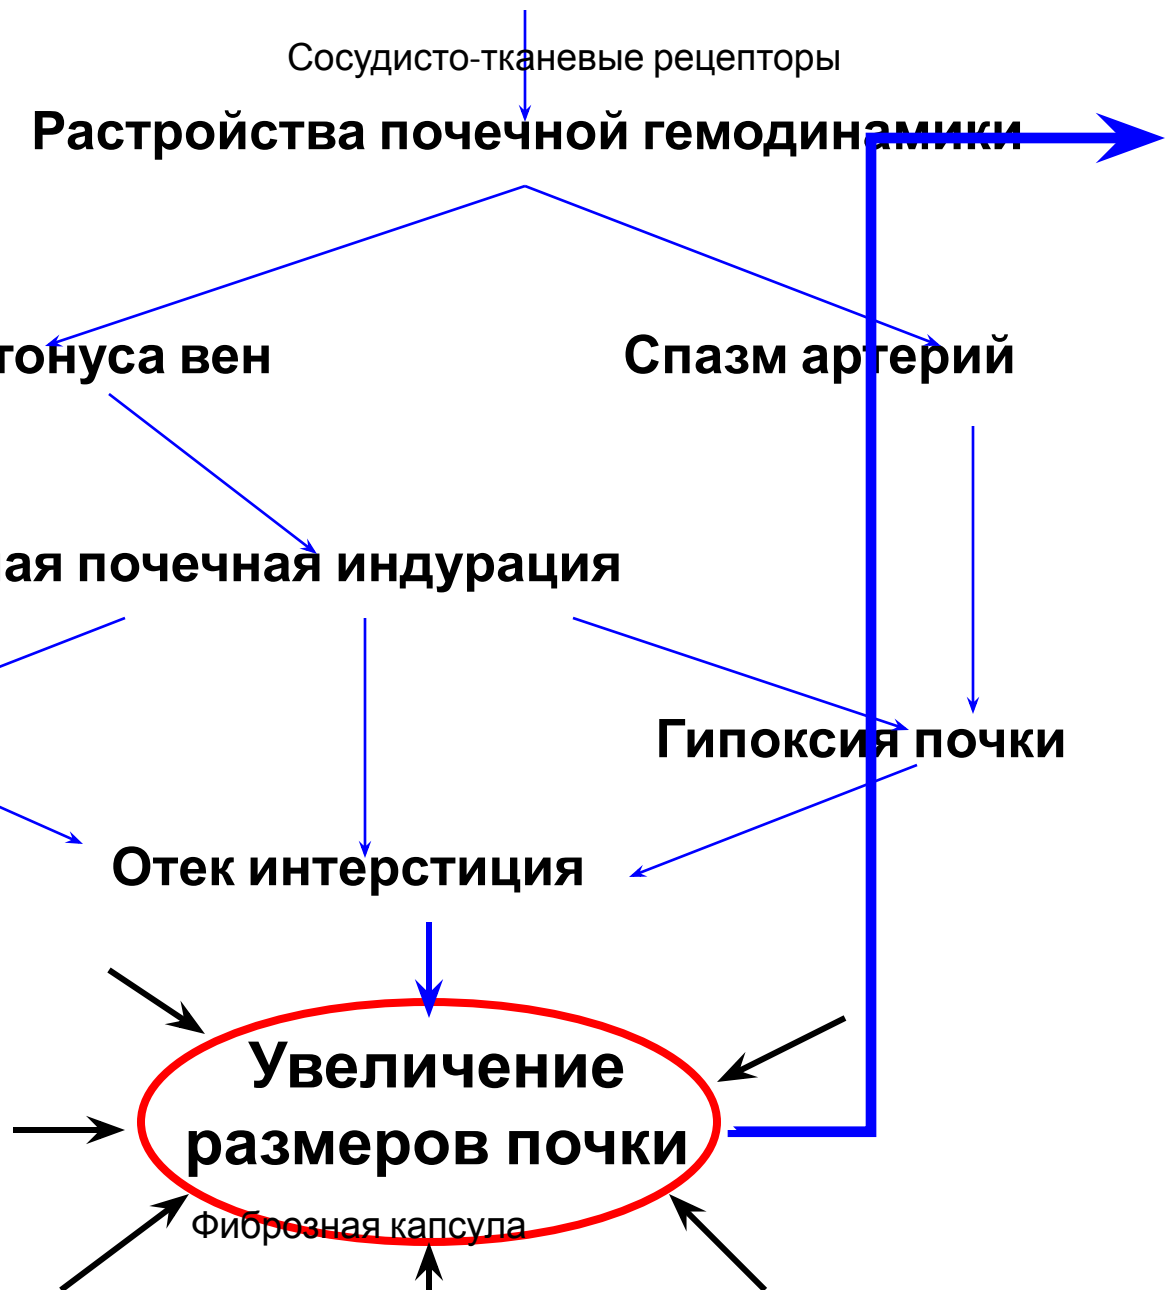 Сосудисто-тканевые рецепторы
Растройства почечной гемодинамики
тонуса вен
Спазм артерий
ная почечная индурация
Гипоксия почки
Отек интерстиция
Увеличение
размеров почки
Фиброзная капсула